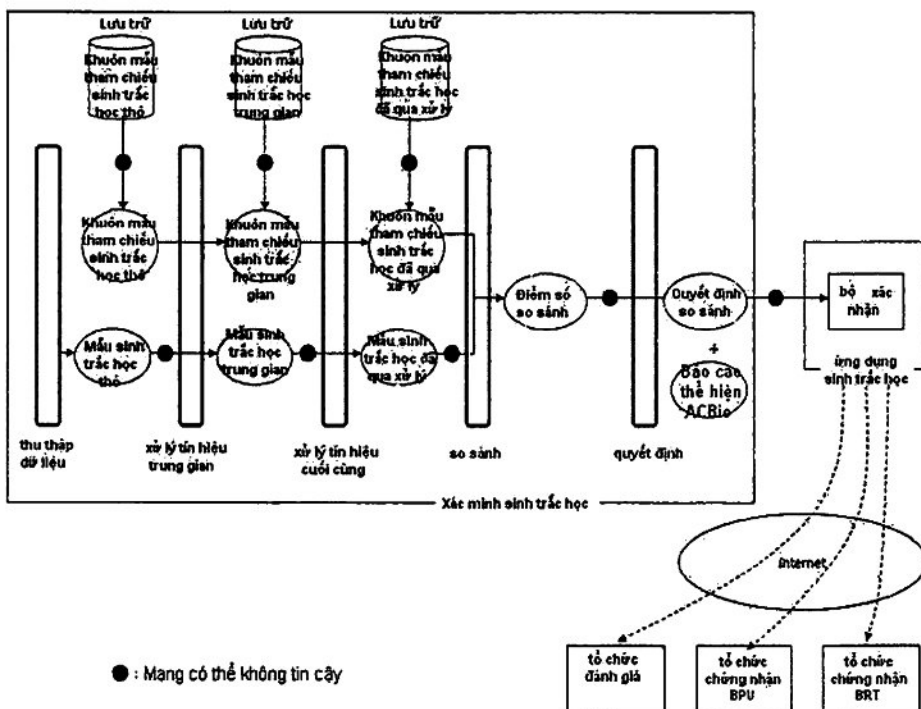 Lưu trữ
Lưu trữ
Lưu trữ
Khuôn mẫu
tham chiếu
sinh trắc
học thô
Khuôn mẫu
tham chiếu
sinh trắc học
trung gian
Khuôn mẫu
tham chiếu
sinh trắc học
đã qua xử lý
Khuôn mẫu
tham chiếu
sinh trắc
học thô
Khuôn mẫu
tham chiếu
sinh trắc
học trung
gian
Khuôn mẫu
tham chiếu
sinh trắc
học đã qua
xử lý
Mẫu sinh
trắc học
thô
Mẫu sinh
trắc học
trung gian
Mẫu sinh
trắc học đã
qua xử lý
Điểm số
so sánh
Quyết định
so sánh
+
Báo cáo
thể hiện
ACBio
bộ xác
nhận
ứng dụng
sinh trắc học
thu thập
dữ liệu
xử lý tín hiệu
trung gian
xử lý tín hiệu
cuối cùng
so sánh
quyết định
Xác minh sinh trắc học
Internet
tổ chức
đánh giá
tổ chức
chứng nhận
BPU
tổ chức
chứng nhận
BRT
: Mạng có thể không tin cậy